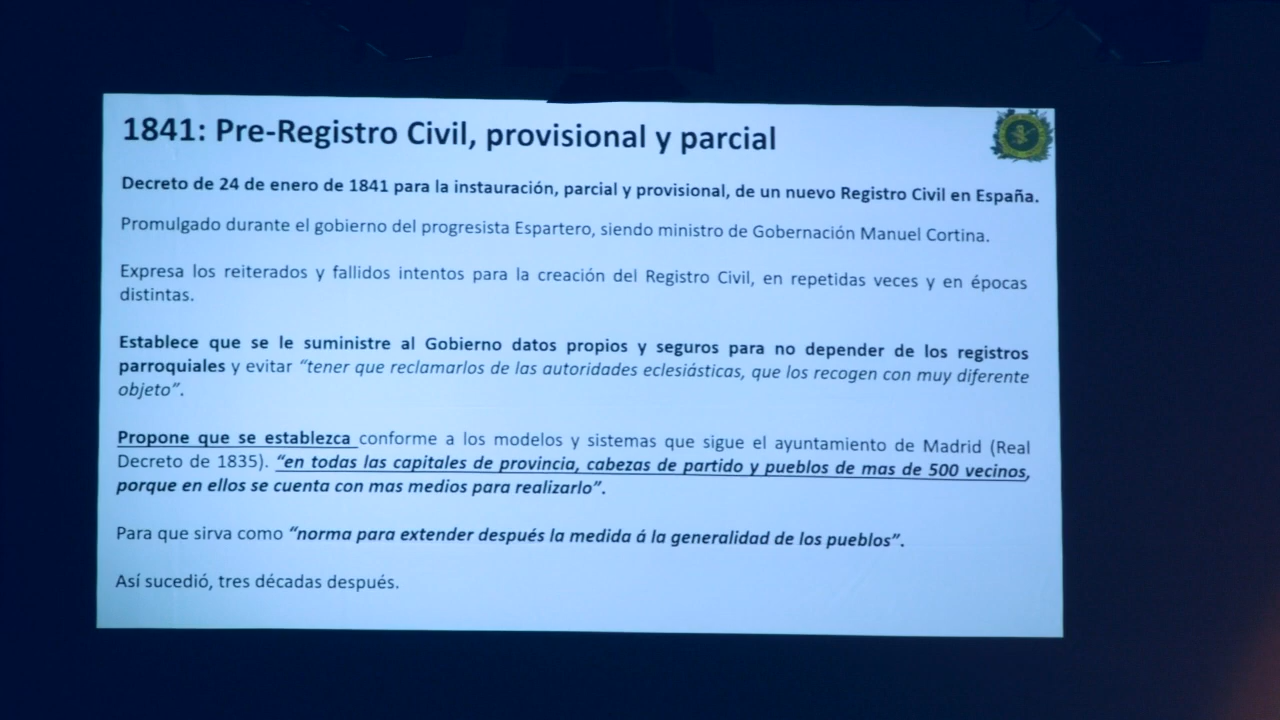 1841: Pre-Registro Civil, provisional y parcial
Decreto de 24 de enero de 1841 para la instauración, parcial y provisional, de un nuevo Registro Civil en España.
Promulgado durante el gobierno del progresista Espartero, siendo ministro de Gobernación Manuel Cortina.
Expresa los reiterados y fallidos intentos para la creación del Registro Civil, en repetidas veces y en épocas
distintas.
Establece que se le suministre al Gobierno datos propios y seguros para no depender de los registros
parroquiales y evitar “tener que reclamarlos de las autoridades eclesiásticas, que los recogen con muy diferente
objeto”.
Propone que se establezca conforme a los modelos y sistemas que sigue el ayuntamiento de Madrid (Real
Decreto de 1835). “en todas las capitales de provincia, cabezas de partido y pueblos de mas de 500 vecinos,
porque en ellos se cuenta con mas medios para realizarlo”.
Para que sirva como “norma para extender después la medida á la generalidad de los pueblos”.
Así sucedió, tres décadas después.